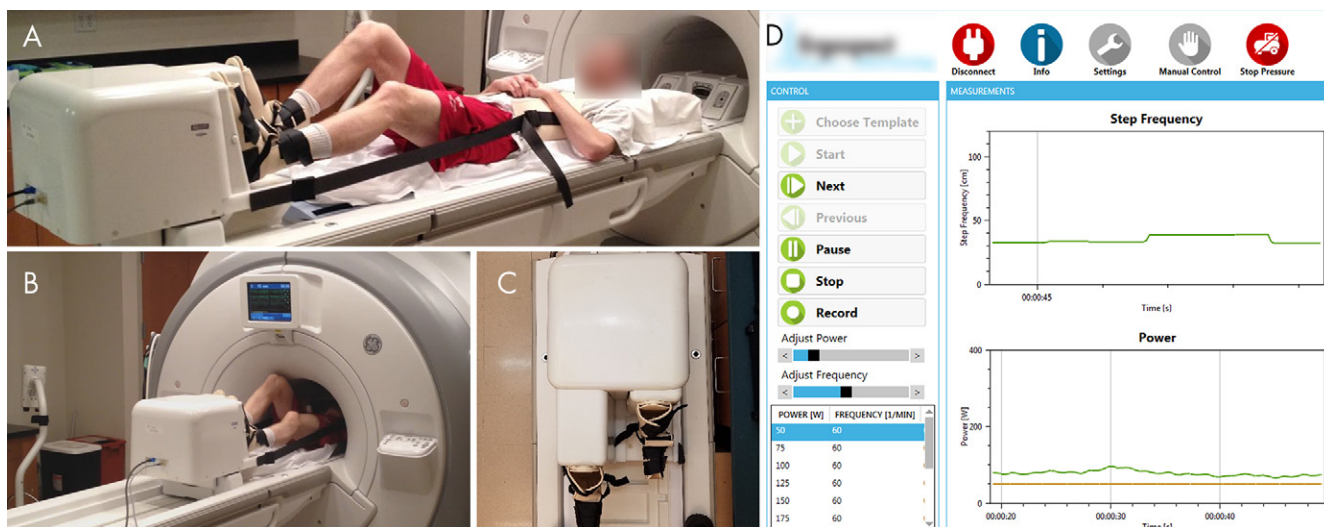 A
B
C
D
Disconnect
Info
Settings
Manual Control
Stop Pressure
CONTROL
Choose Template
Start
Next
Previous
Pause
Stop
Record
Adjust Power
<
>
Adjust Frequency
<
>
POWER [W] FREQUENCY [1/MIN]
50 60
75 60
100 60
125 60
150 60
175 60
MEASUREMENTS
Step Frequency
Step Frequency [cm]
100
50
0
00:00:45
Time [s]
Power
Power [W]
400
200
0
00:00:20 00:00:30 00:00:40
Time [s]